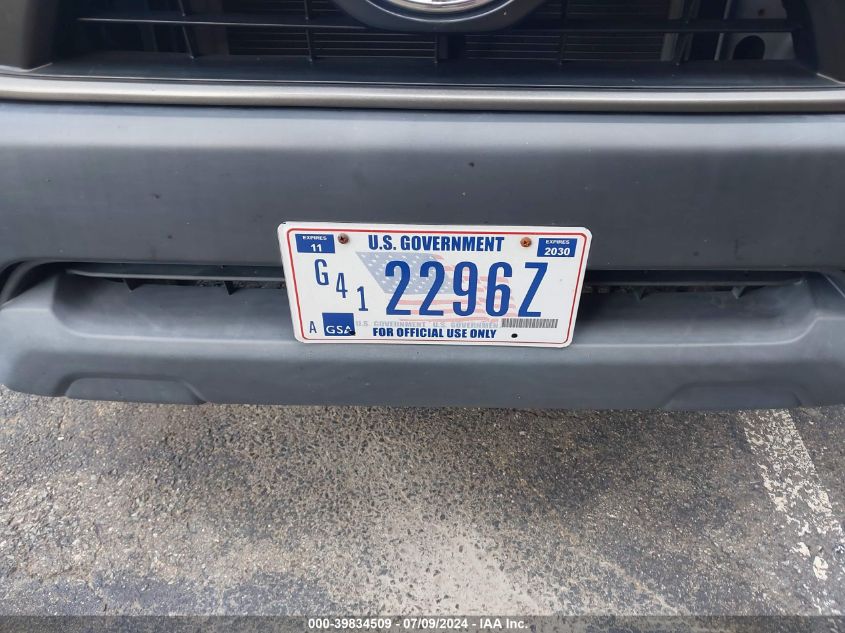 EXPIRES
11
U.S. GOVERNMENT
EXPIRES
2030
G41 2296Z
A GSA
U.S. GOVERNMENT U.S. GOVERNMEN
FOR OFFICIAL USE ONLY
000-39834509 - 07/09/2024 - IAA Inc.